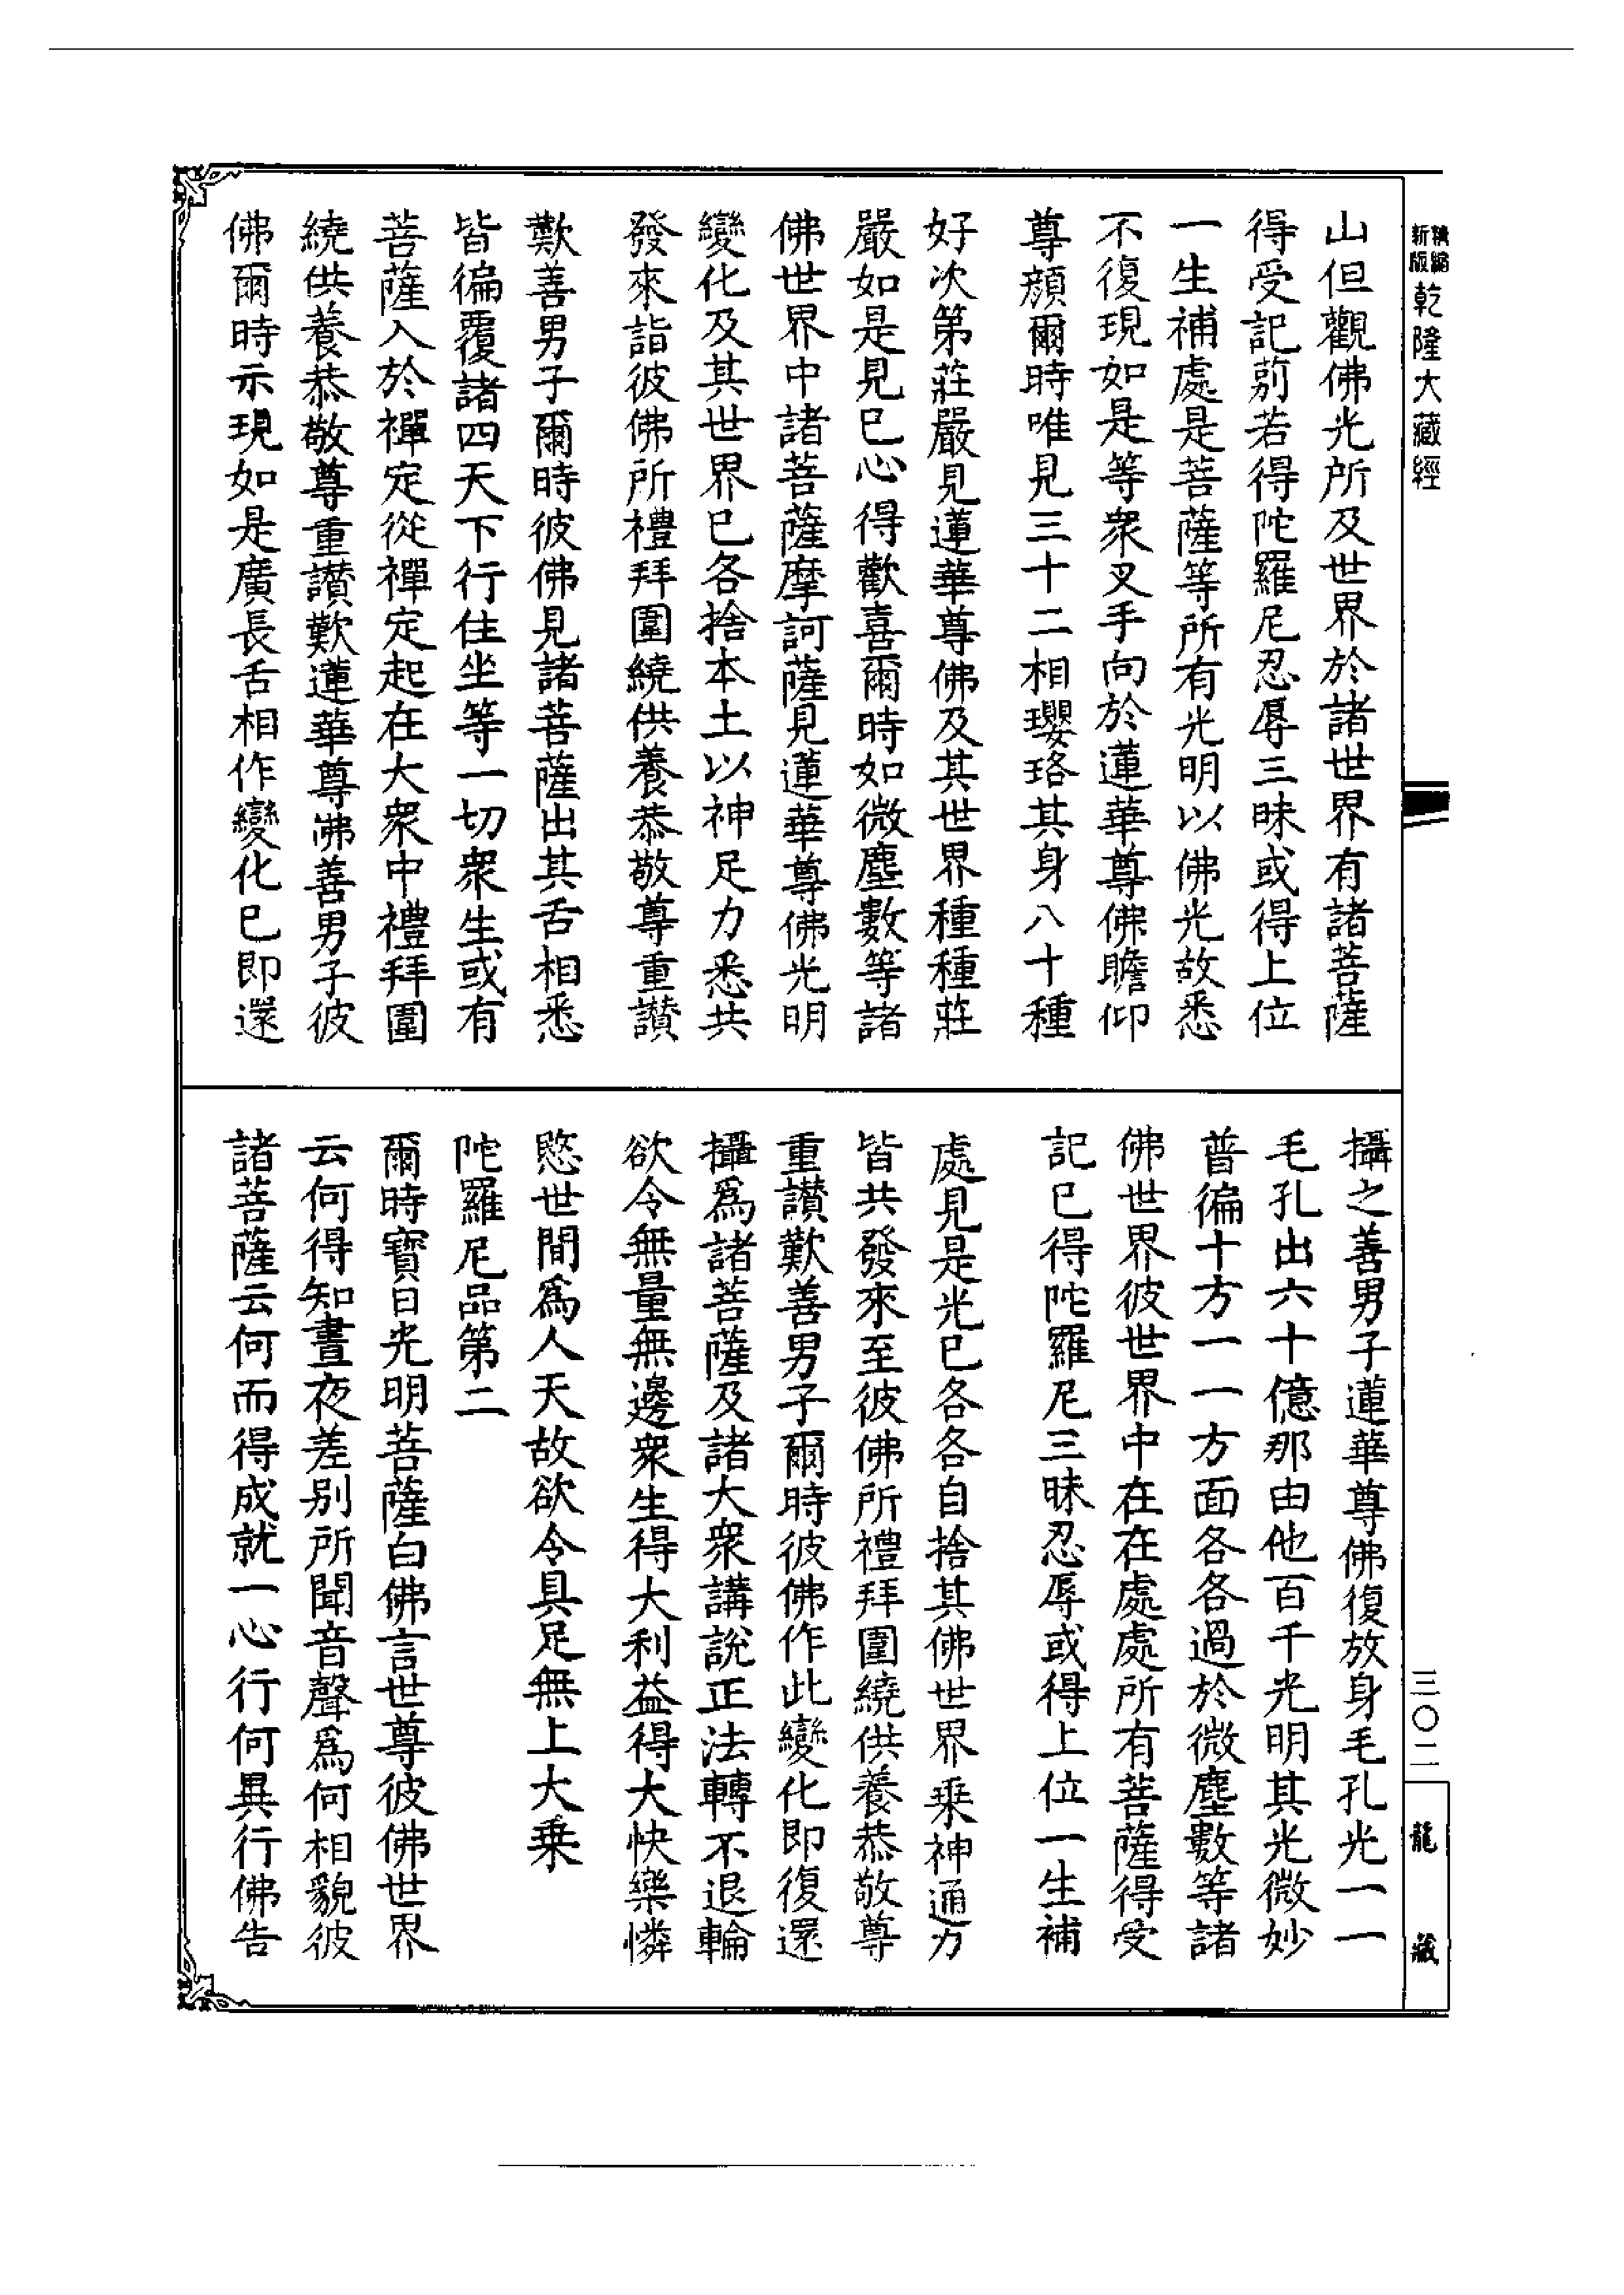 精縮
新版
乾隆大藏經
山但觀佛光所及世界於諸世界有諸菩薩
得受記莂若得陀羅尼忍辱三昧或得上位
一生補處是菩薩等所有光明以佛光故悉
不復現如是等衆叉手向於蓮華尊佛瞻仰
尊顏爾時唯見三十二相瓔珞其身八十種
好次第莊嚴見蓮華尊佛及其世界種種莊
嚴如是見已心得歡喜爾時如微塵數等諸
佛世界中諸菩薩摩訶薩見蓮華尊佛光明
變化及其世界已各捨本土以神足力悉共
發來詣彼佛所禮拜圍繞供養恭敬尊重讚
歎善男子爾時彼佛見諸菩薩出其舌相悉
皆徧覆諸四天下行住坐等一切衆生或有
菩薩入於禪定從禪定起在大衆中禮拜圍
繞供養恭敬尊重讚歎蓮華尊佛善男子彼
佛爾時示現如是廣長舌相作變化已即還
攝之善男子蓮華尊佛復放身毛孔光一一
毛孔出六十億那由他百千光明其光微妙
普徧十方一一方面各各過於微塵數等諸
佛世界彼世界中在在處處所有菩薩得受
記已得陀羅尼三昧忍辱或得上位一生補
處見是光已各各自捨其佛世界乘神通力
皆共發來至彼佛所禮拜圍繞供養恭敬尊
重讚歎善男子爾時彼佛作此變化即復還
攝爲諸菩薩及諸大衆講說正法轉不退輪
欲令無量無邊衆生得大利益得大快樂憐
愍世間爲人天故欲令具足無上大乘
陀羅尼品第二
爾時寶日光明菩薩白佛言世尊彼佛世界
云何得知晝夜差別所聞音聲爲何相貌彼
諸菩薩云何而得成就一心行何異行佛告
三〇二
龍藏